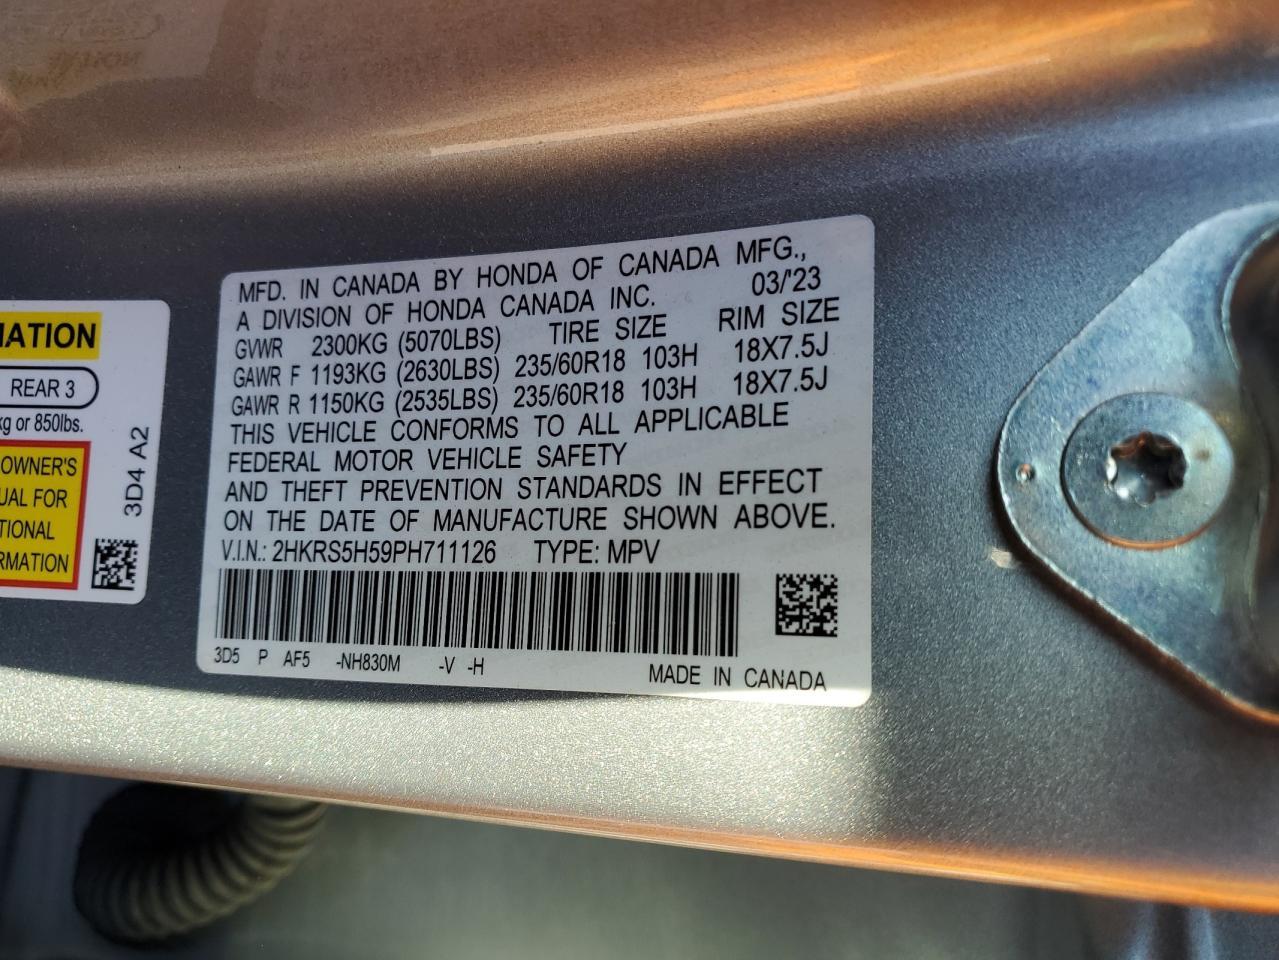 MFD. IN CANADA BY HONDA OF CANADA MFG.,
A DIVISION OF HONDA CANADA INC. 03/'23
GVWR 2300KG (5070LBS) TIRE SIZE RIM SIZE
GAWR F 1193KG (2630LBS) 235/60R18 103H 18X7.5J
GAWR R 1150KG (2535LBS) 235/60R18 103H 18X7.5J
THIS VEHICLE CONFORMS TO ALL APPLICABLE
FEDERAL MOTOR VEHICLE SAFETY
AND THEFT PREVENTION STANDARDS IN EFFECT
ON THE DATE OF MANUFACTURE SHOWN ABOVE.
V.I.N.: 2HKRS5H59PH711126 TYPE: MPV
3D5 P AF5 -NH830M -V -H
MADE IN CANADA
MATION
REAR 3
kg or 850lbs.
OWNER'S
UAL FOR
TIONAL
RMATION
3D4 A2